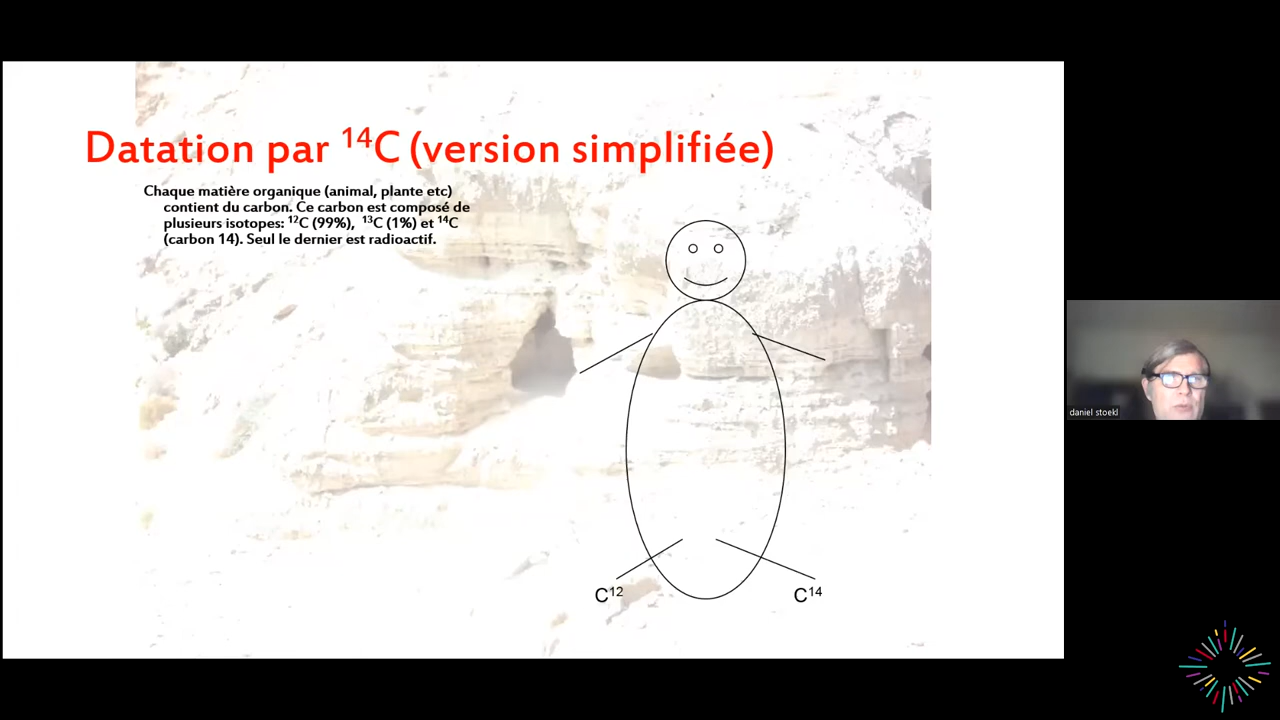 Datation par ¹⁴C (version simplifiée)
Chaque matière organique (animal, plante etc)
contient du carbon. Ce carbon est composé de
plusieurs isotopes: ¹²C (99%), ¹³C (1%) et ¹⁴C
(carbon 14). Seul le dernier est radioactif.
C¹²
C¹⁴
daniel stoekl